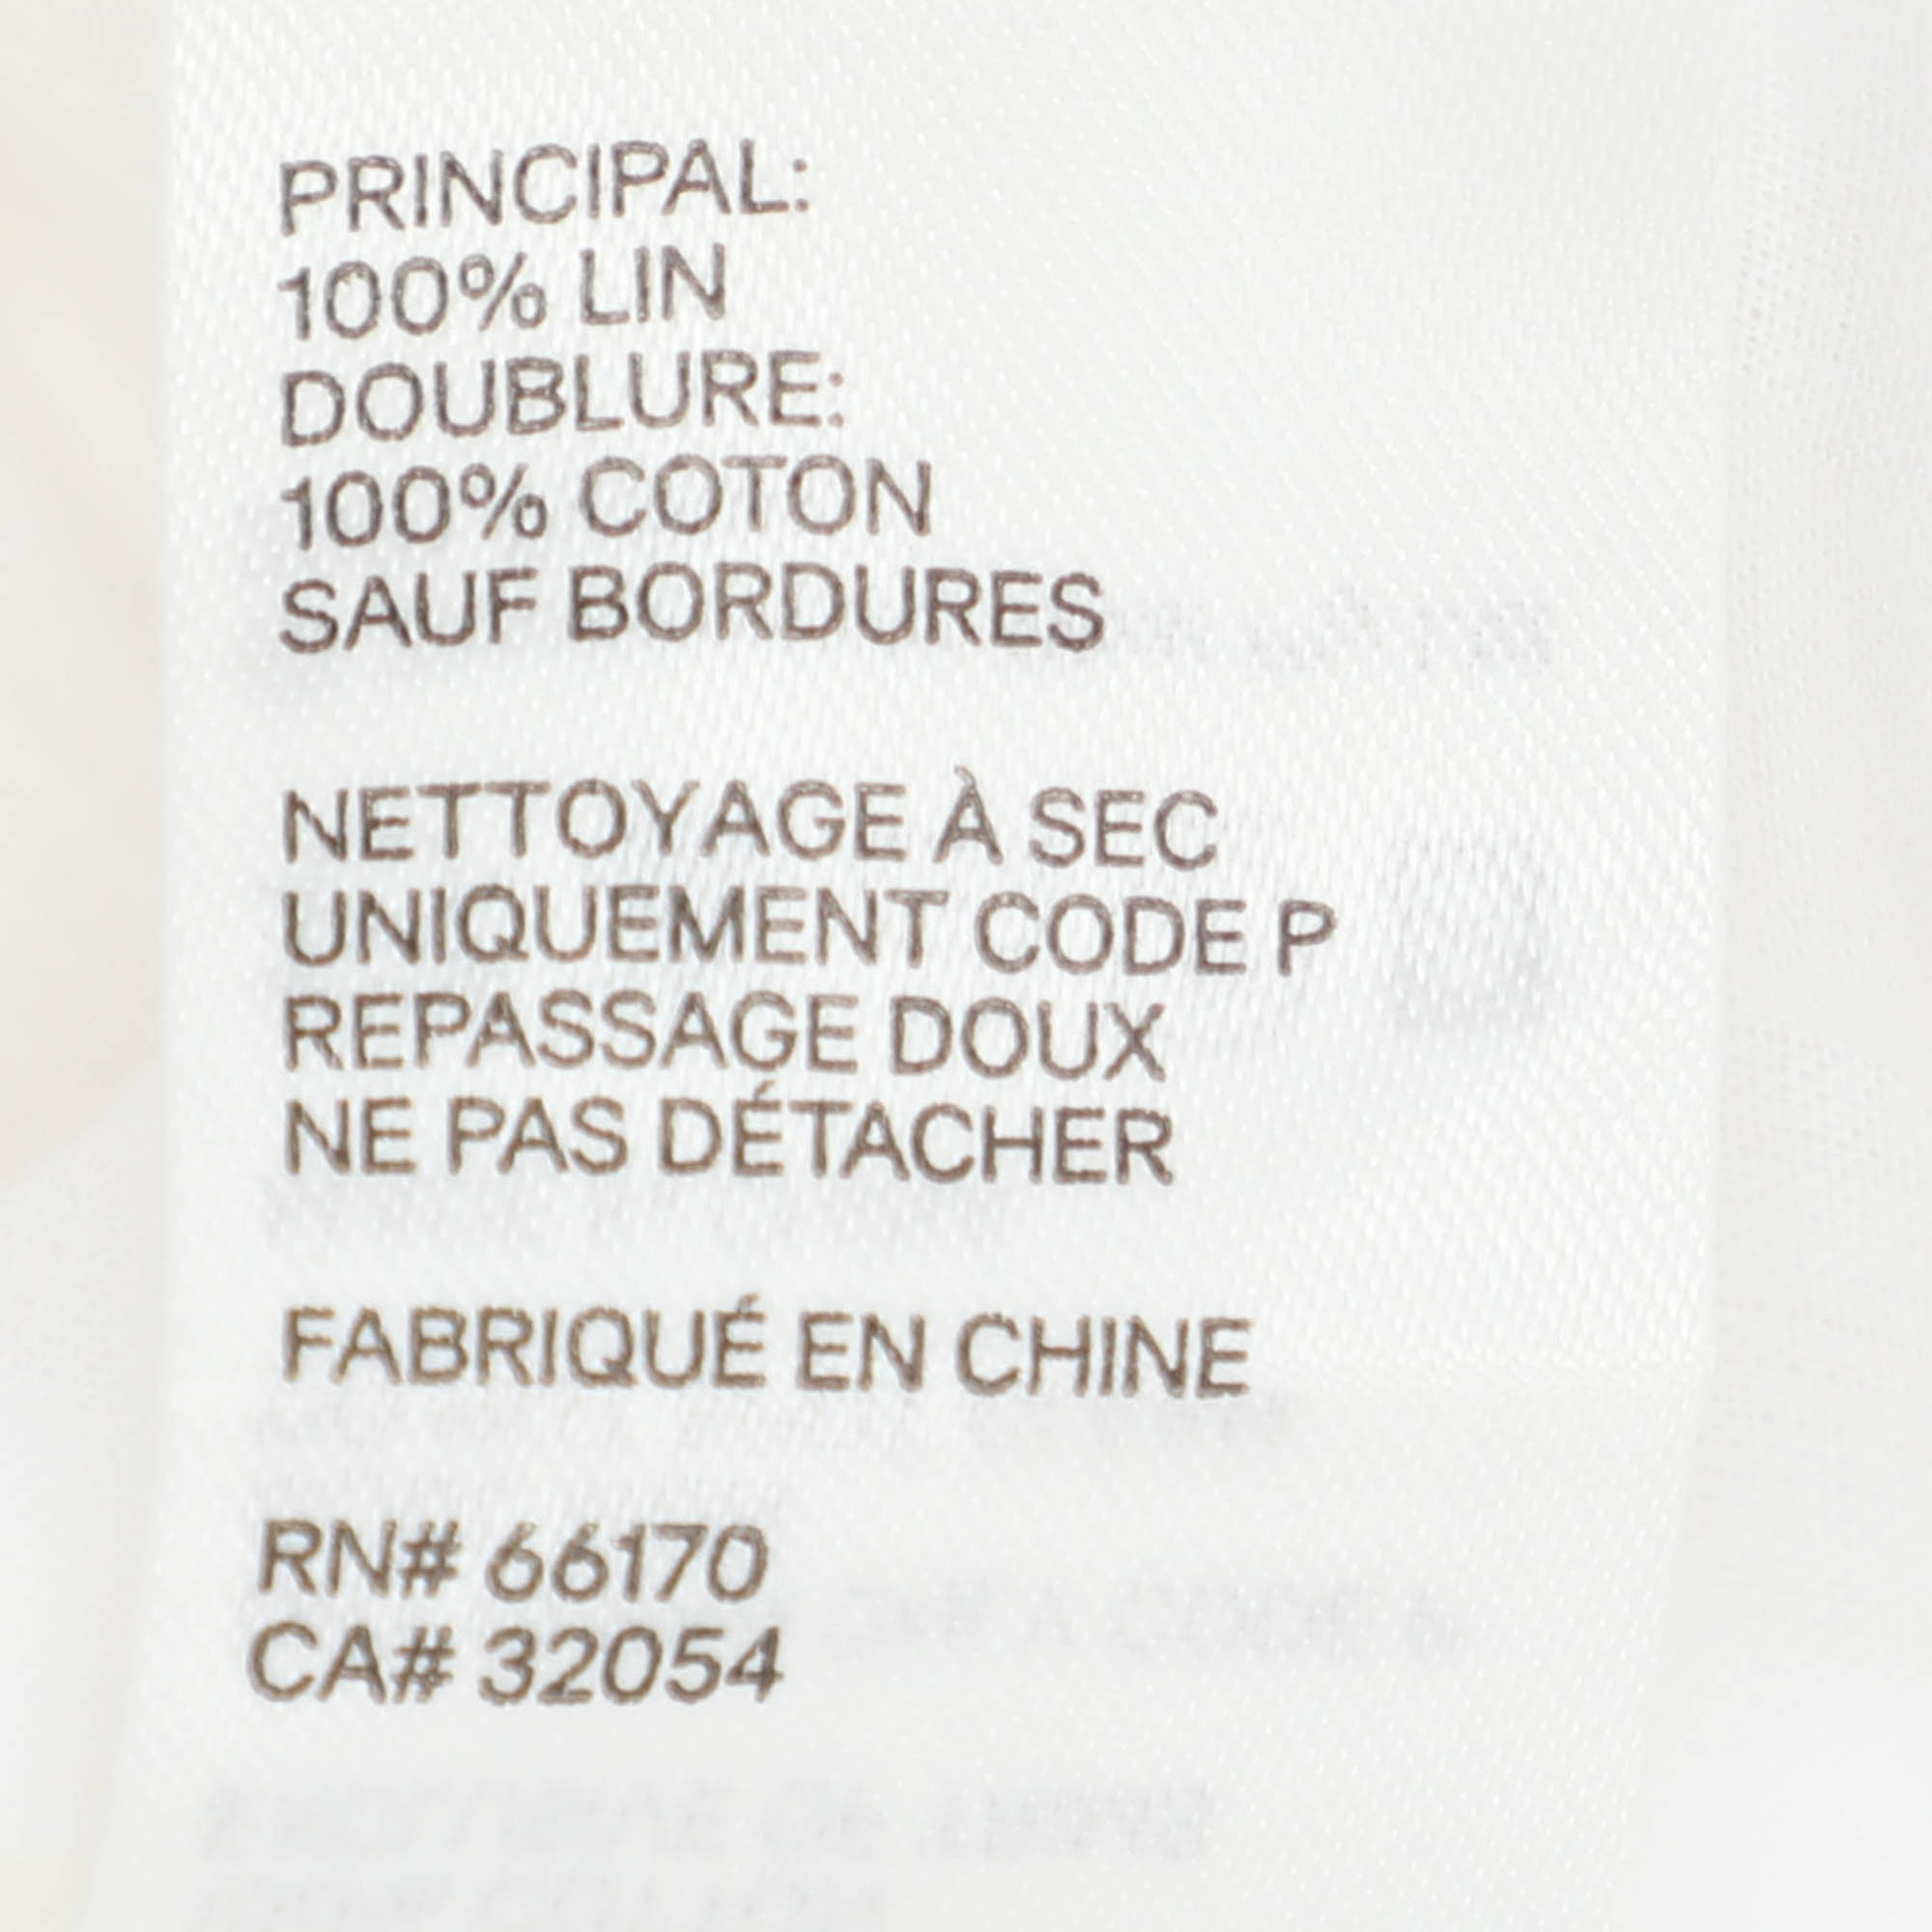 PRINCIPAL:
100% LIN
DOUBLURE:
100% COTON
SAUF BORDURES
NETTOYAGE À SEC
UNIQUEMENT CODE P
REPASSAGE DOUX
NE PAS DÉTACHER
FABRIQUÉ EN CHINE
RN# 66170
CA# 32054